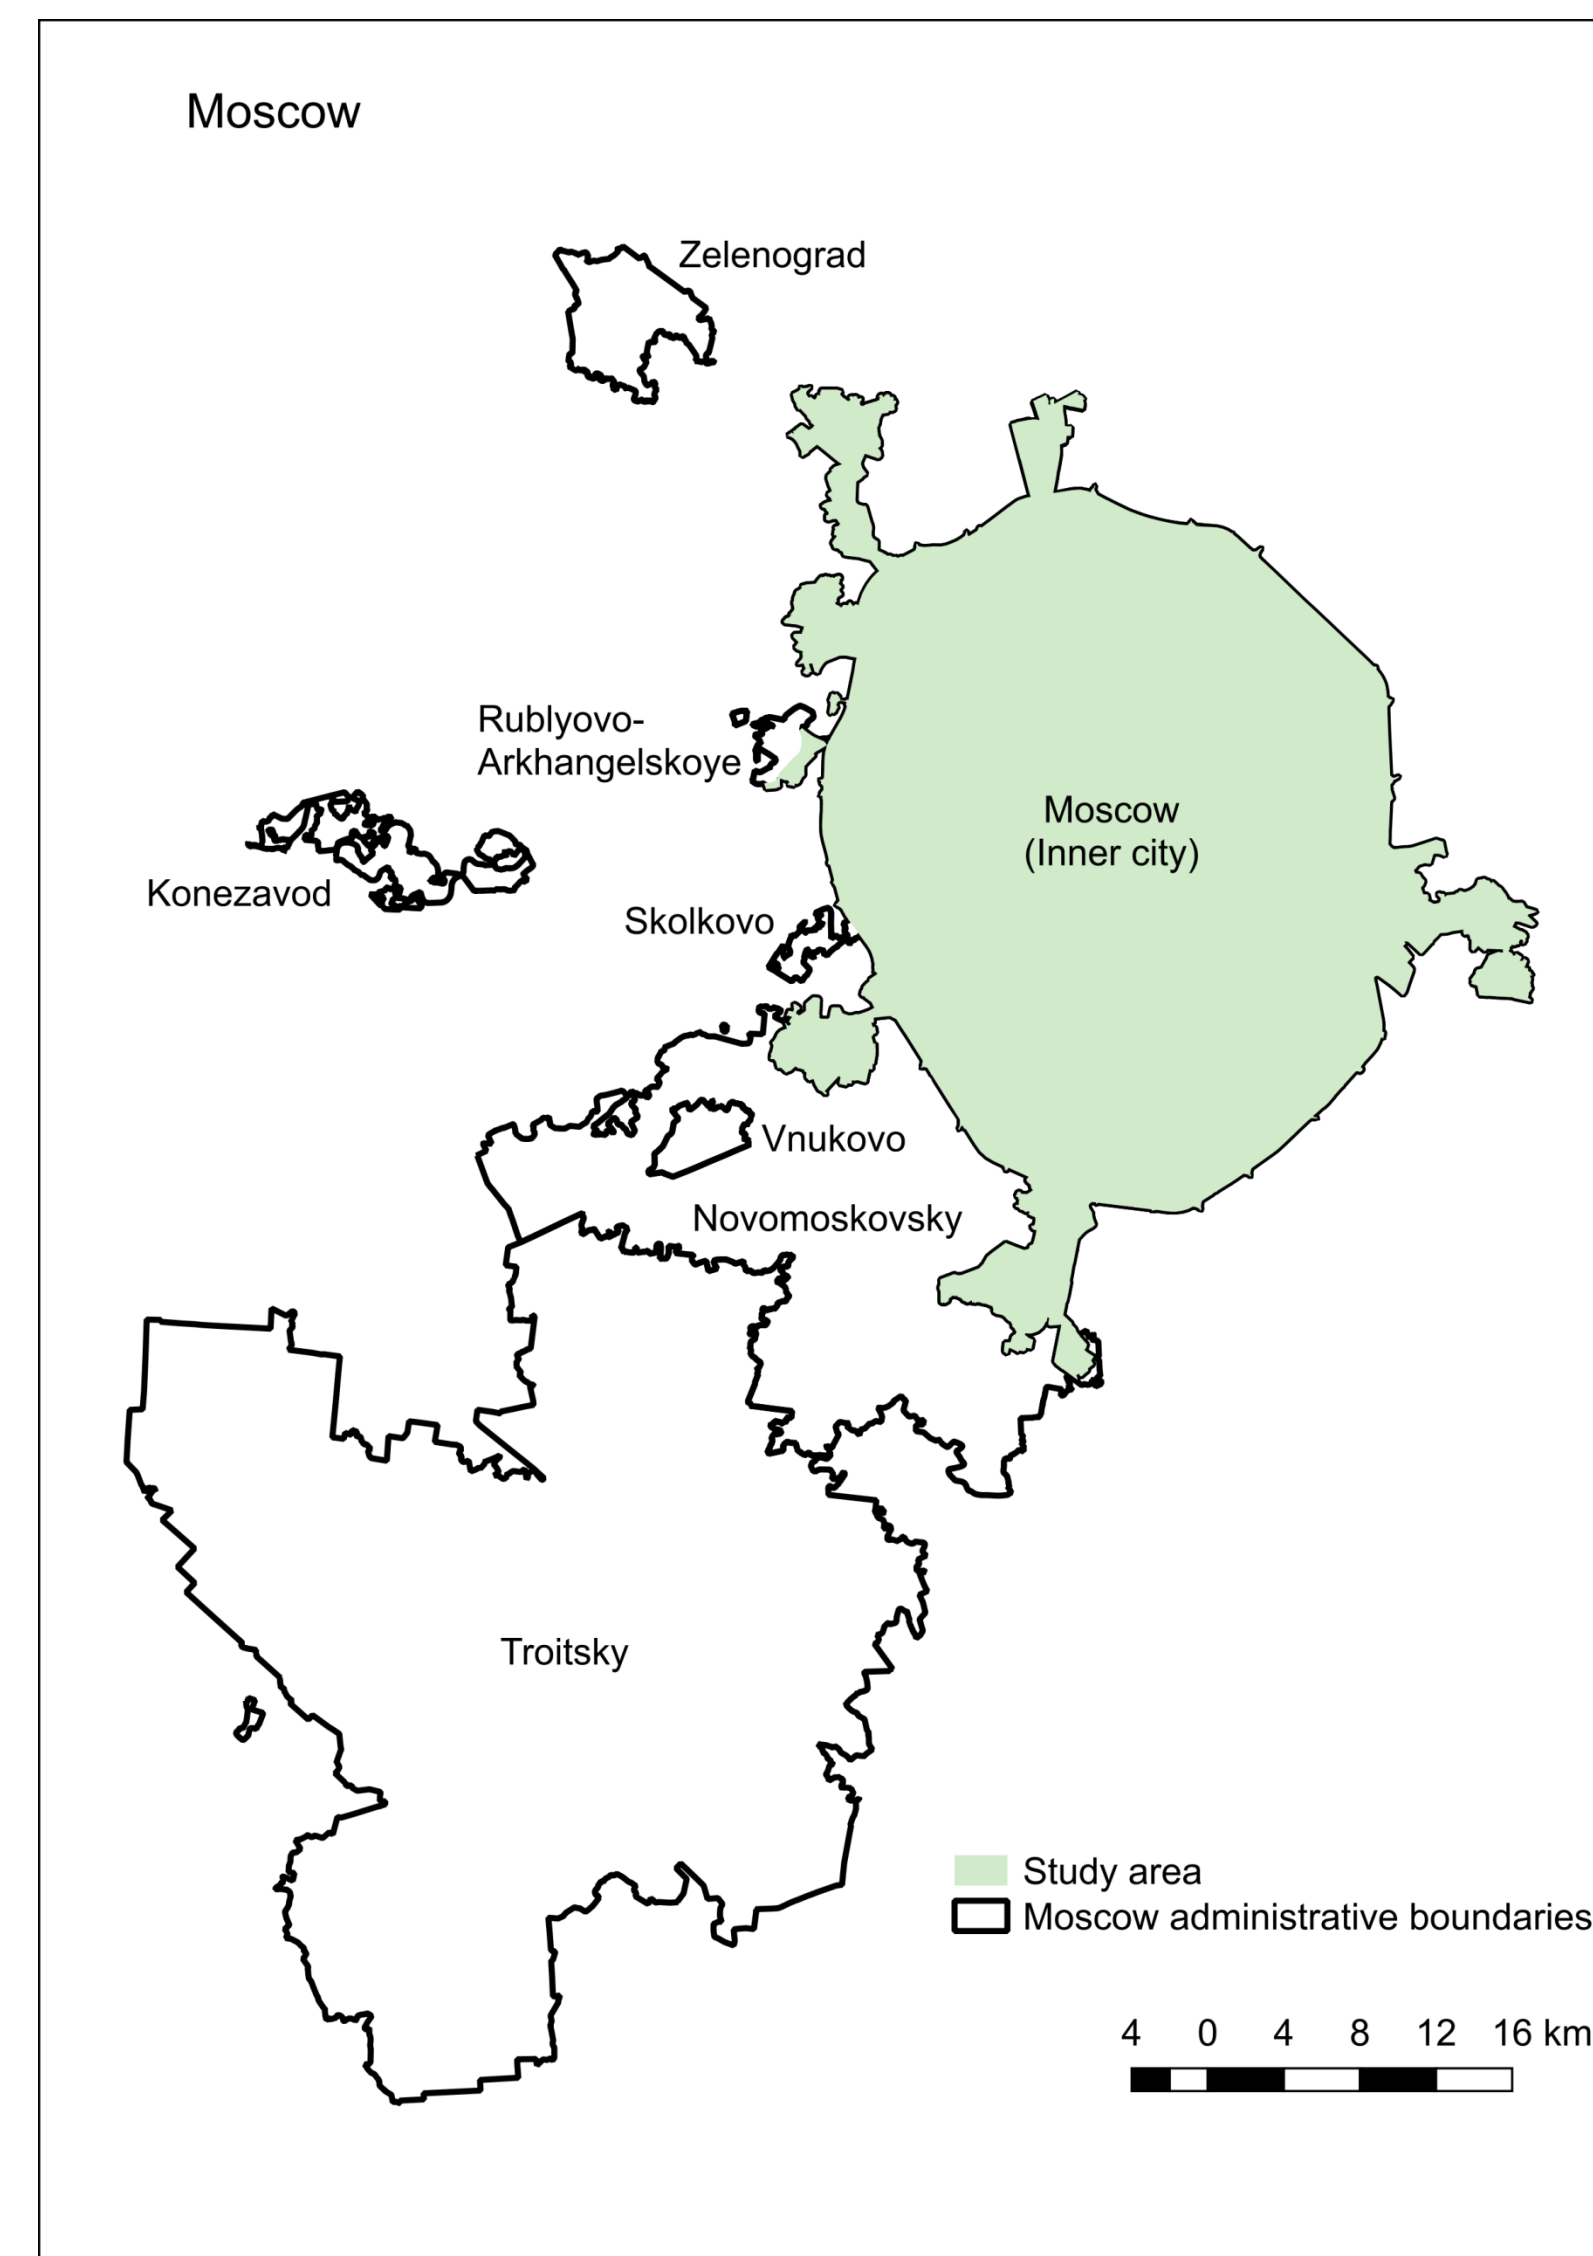 Moscow
Zelenograd
Rublyovo-
Arkhangelskoye
Moscow
(Inner city)
Konezavod
Skolkovo
Vnukovo
Novomoskovsky
Troitsky
Study area
Moscow administrative boundaries
4 0 4 8 12 16 km